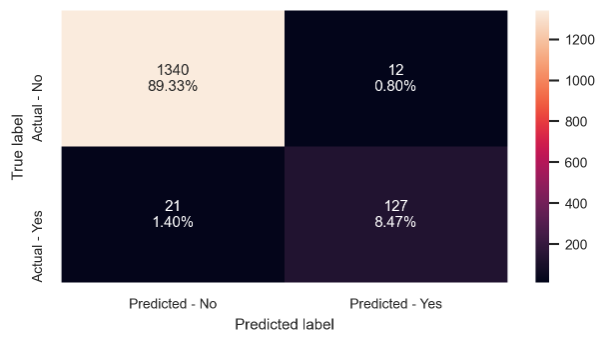 1340
89.33%
12
0.80%
21
1.40%
127
8.47%
True label
Actual - No
Actual - Yes
Predicted - No
Predicted - Yes
Predicted label
1200
1000
800
600
400
200